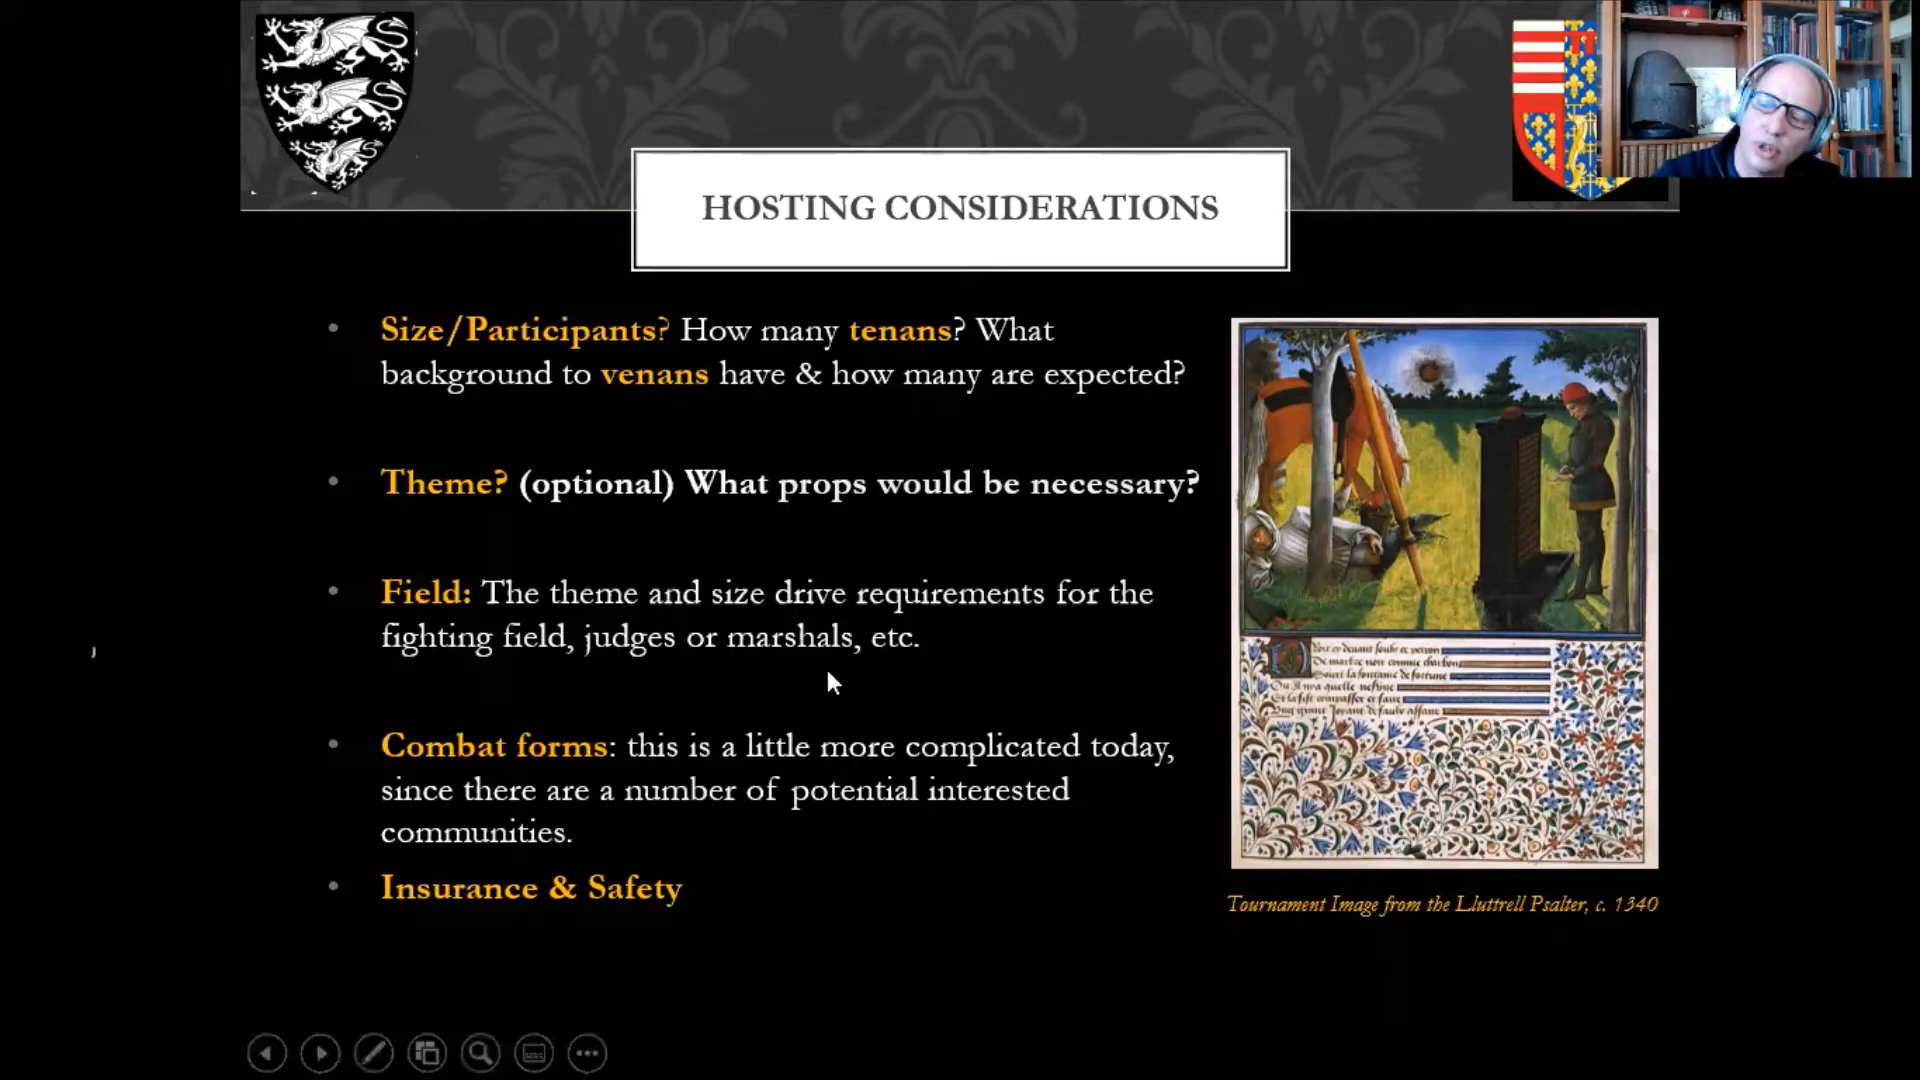 HOSTING CONSIDERATIONS
Size/Participants? How many tenans? What
background to venans have & how many are expected?
Theme? (optional) What props would be necessary?
Field: The theme and size drive requirements for the
fighting field, judges or marshals, etc.
Combat forms: this is a little more complicated today,
since there are a number of potential interested
communities.
Insurance & Safety
Tournament Image from the Lluttrell Psalter, c. 1340